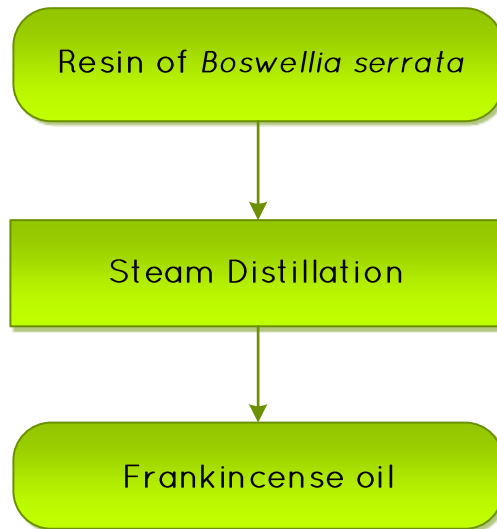 Resin of Boswellia serrata
Steam Distillation
Frankincense oil